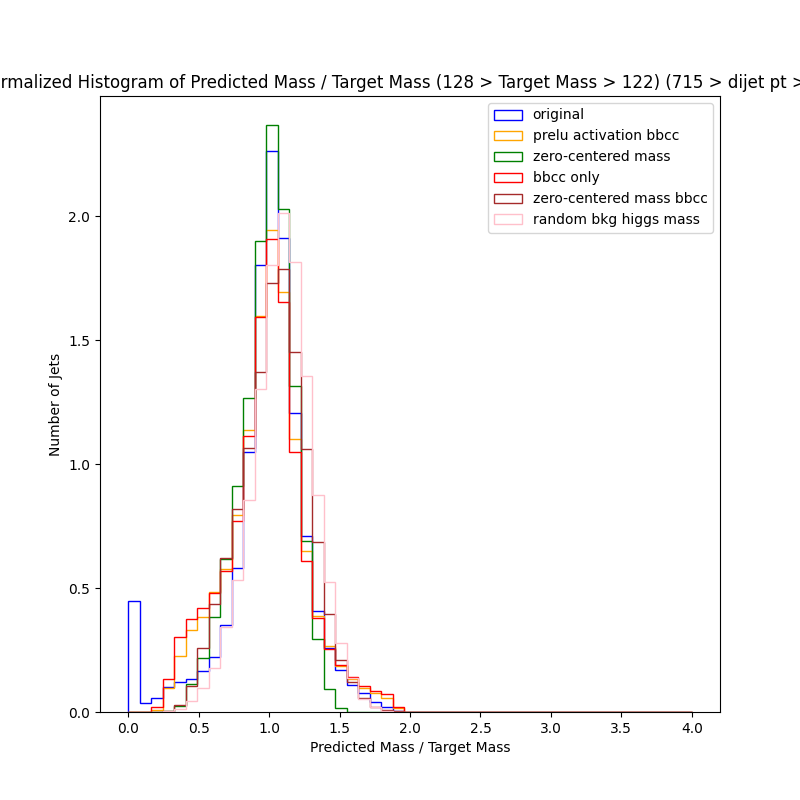 rmalized Histogram of Predicted Mass / Target Mass (128 > Target Mass > 122) (715 > dijet pt >
original
prelu activation bbcc
zero-centered mass
bbcc only
zero-centered mass bbcc
random bkg higgs mass
Number of Jets
2.0
1.5
1.0
0.5
0.0
0.0 0.5 1.0 1.5 2.0 2.5 3.0 3.5 4.0
Predicted Mass / Target Mass